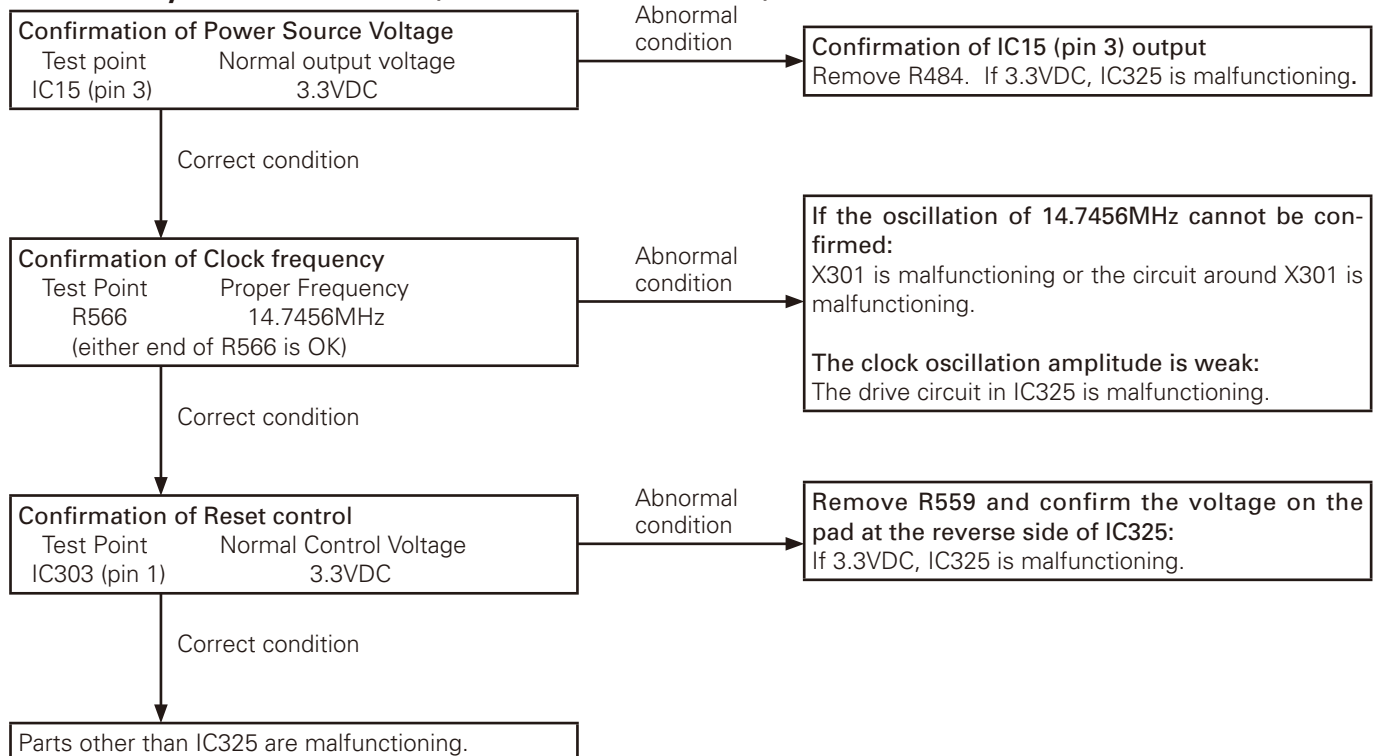 Confirmation of Power Source Voltage
Test point Normal output voltage
IC15 (pin 3) 3.3VDC
Abnormal
condition
Confirmation of IC15 (pin 3) output
Remove R484. If 3.3VDC, IC325 is malfunctioning.
Correct condition
Confirmation of Clock frequency
Test Point Proper Frequency
R566 14.7456MHz
(either end of R566 is OK)
Abnormal
condition
If the oscillation of 14.7456MHz cannot be con-
firmed:
X301 is malfunctioning or the circuit around X301 is
malfunctioning.
The clock oscillation amplitude is weak:
The drive circuit in IC325 is malfunctioning.
Correct condition
Confirmation of Reset control
Test Point Normal Control Voltage
IC303 (pin 1) 3.3VDC
Abnormal
condition
Remove R559 and confirm the voltage on the
pad at the reverse side of IC325:
If 3.3VDC, IC325 is malfunctioning.
Correct condition
Parts other than IC325 are malfunctioning.